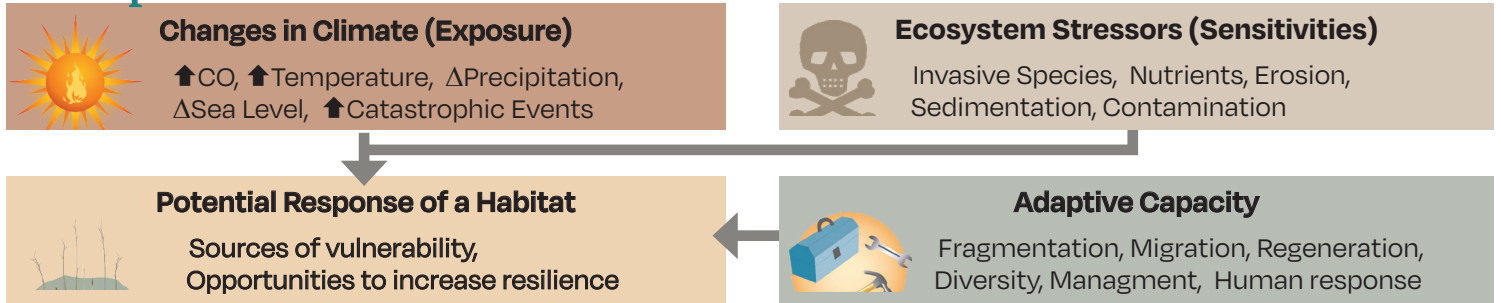 Changes in Climate (Exposure)
⬆CO, ⬆Temperature, ΔPrecipitation,
ΔSea Level, ⬆Catastrophic Events
Ecosystem Stressors (Sensitivities)
Invasive Species, Nutrients, Erosion,
Sedimentation, Contamination
Potential Response of a Habitat
Sources of vulnerability,
Opportunities to increase resilience
Adaptive Capacity
Fragmentation, Migration, Regeneration,
Diversity, Managment, Human response